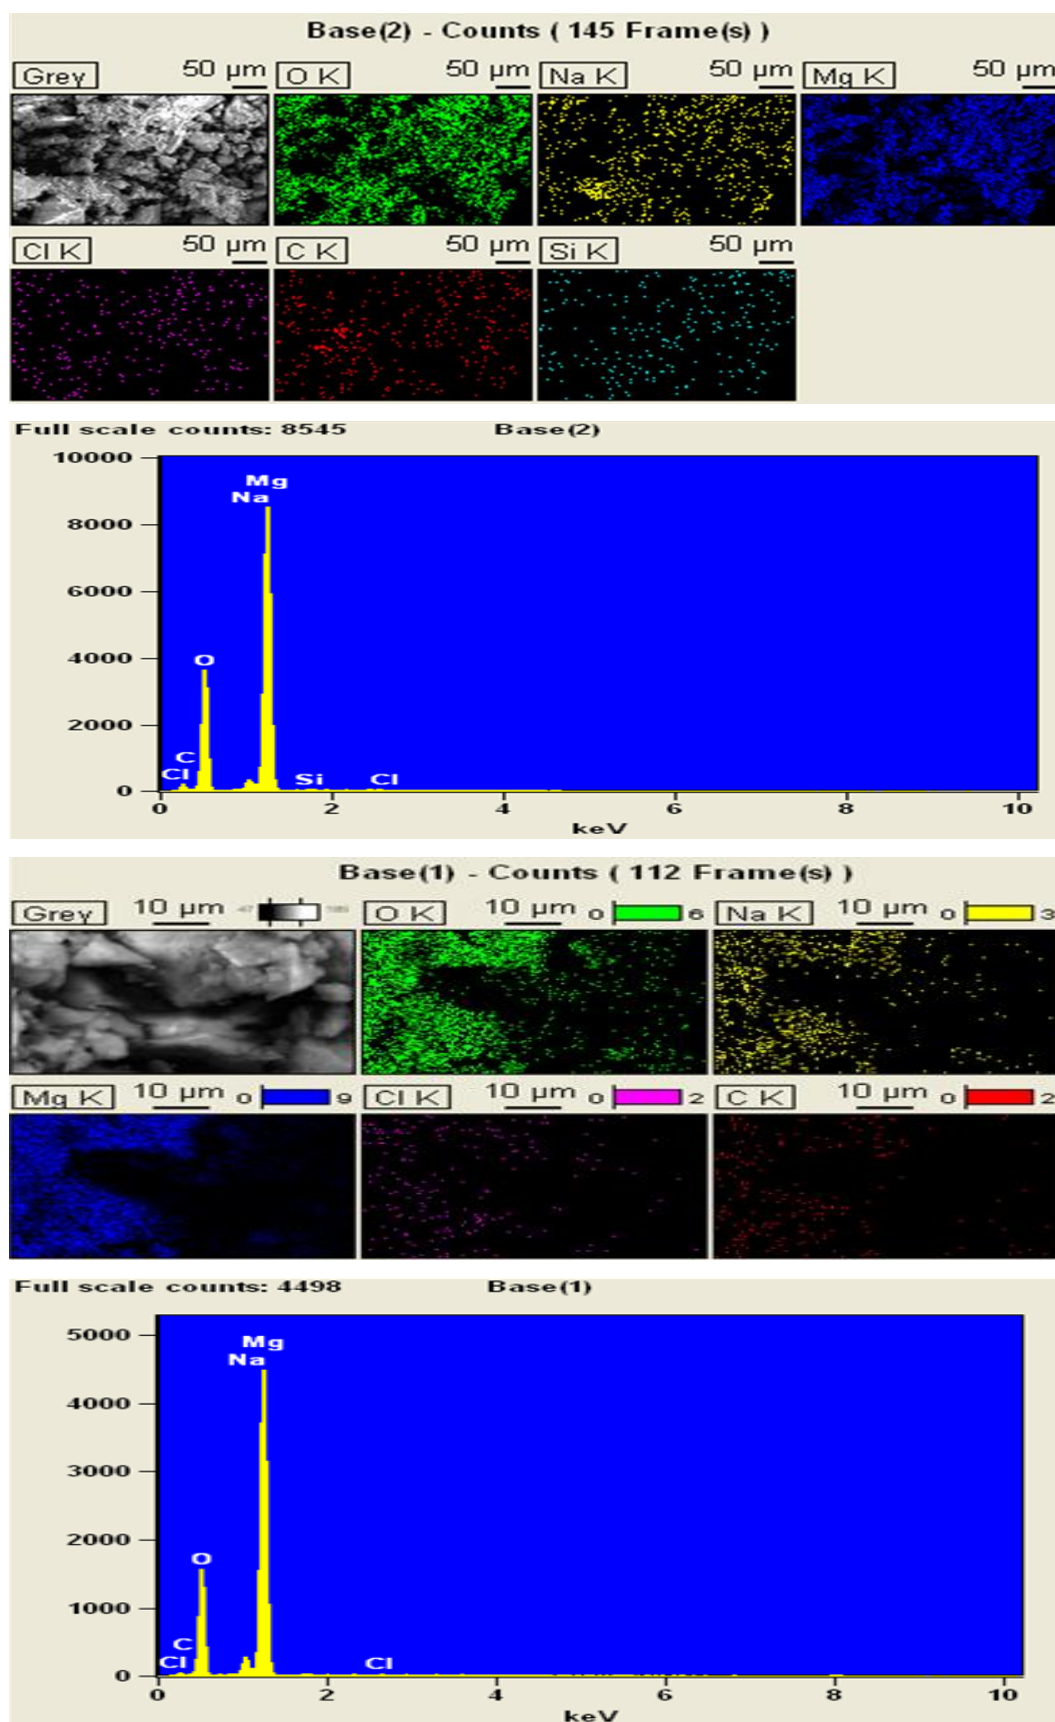 Base(2) - Counts ( 145 Frame(s) )
Grey 50 µm O K 50 µm Na K 50 µm Mg K 50 µm
Cl K 50 µm C K 50 µm Si K 50 µm
Full scale counts: 8545 Base(2)
10000
Mg
Na
8000
6000
4000
O
2000
C
Cl Si Cl
0
0 2 4 6 8 10
keV
Base(1) - Counts ( 112 Frame(s) )
Grey 10 µm O K 10 µm 0 6 Na K 10 µm 0 3
Mg K 10 µm 0 9 Cl K 10 µm 0 2 C K 10 µm 0 2
Full scale counts: 4498 Base(1)
5000
Mg
Na
4000
3000
2000
O
1000
C
Cl Cl
0
0 2 4 6 8 10
keV